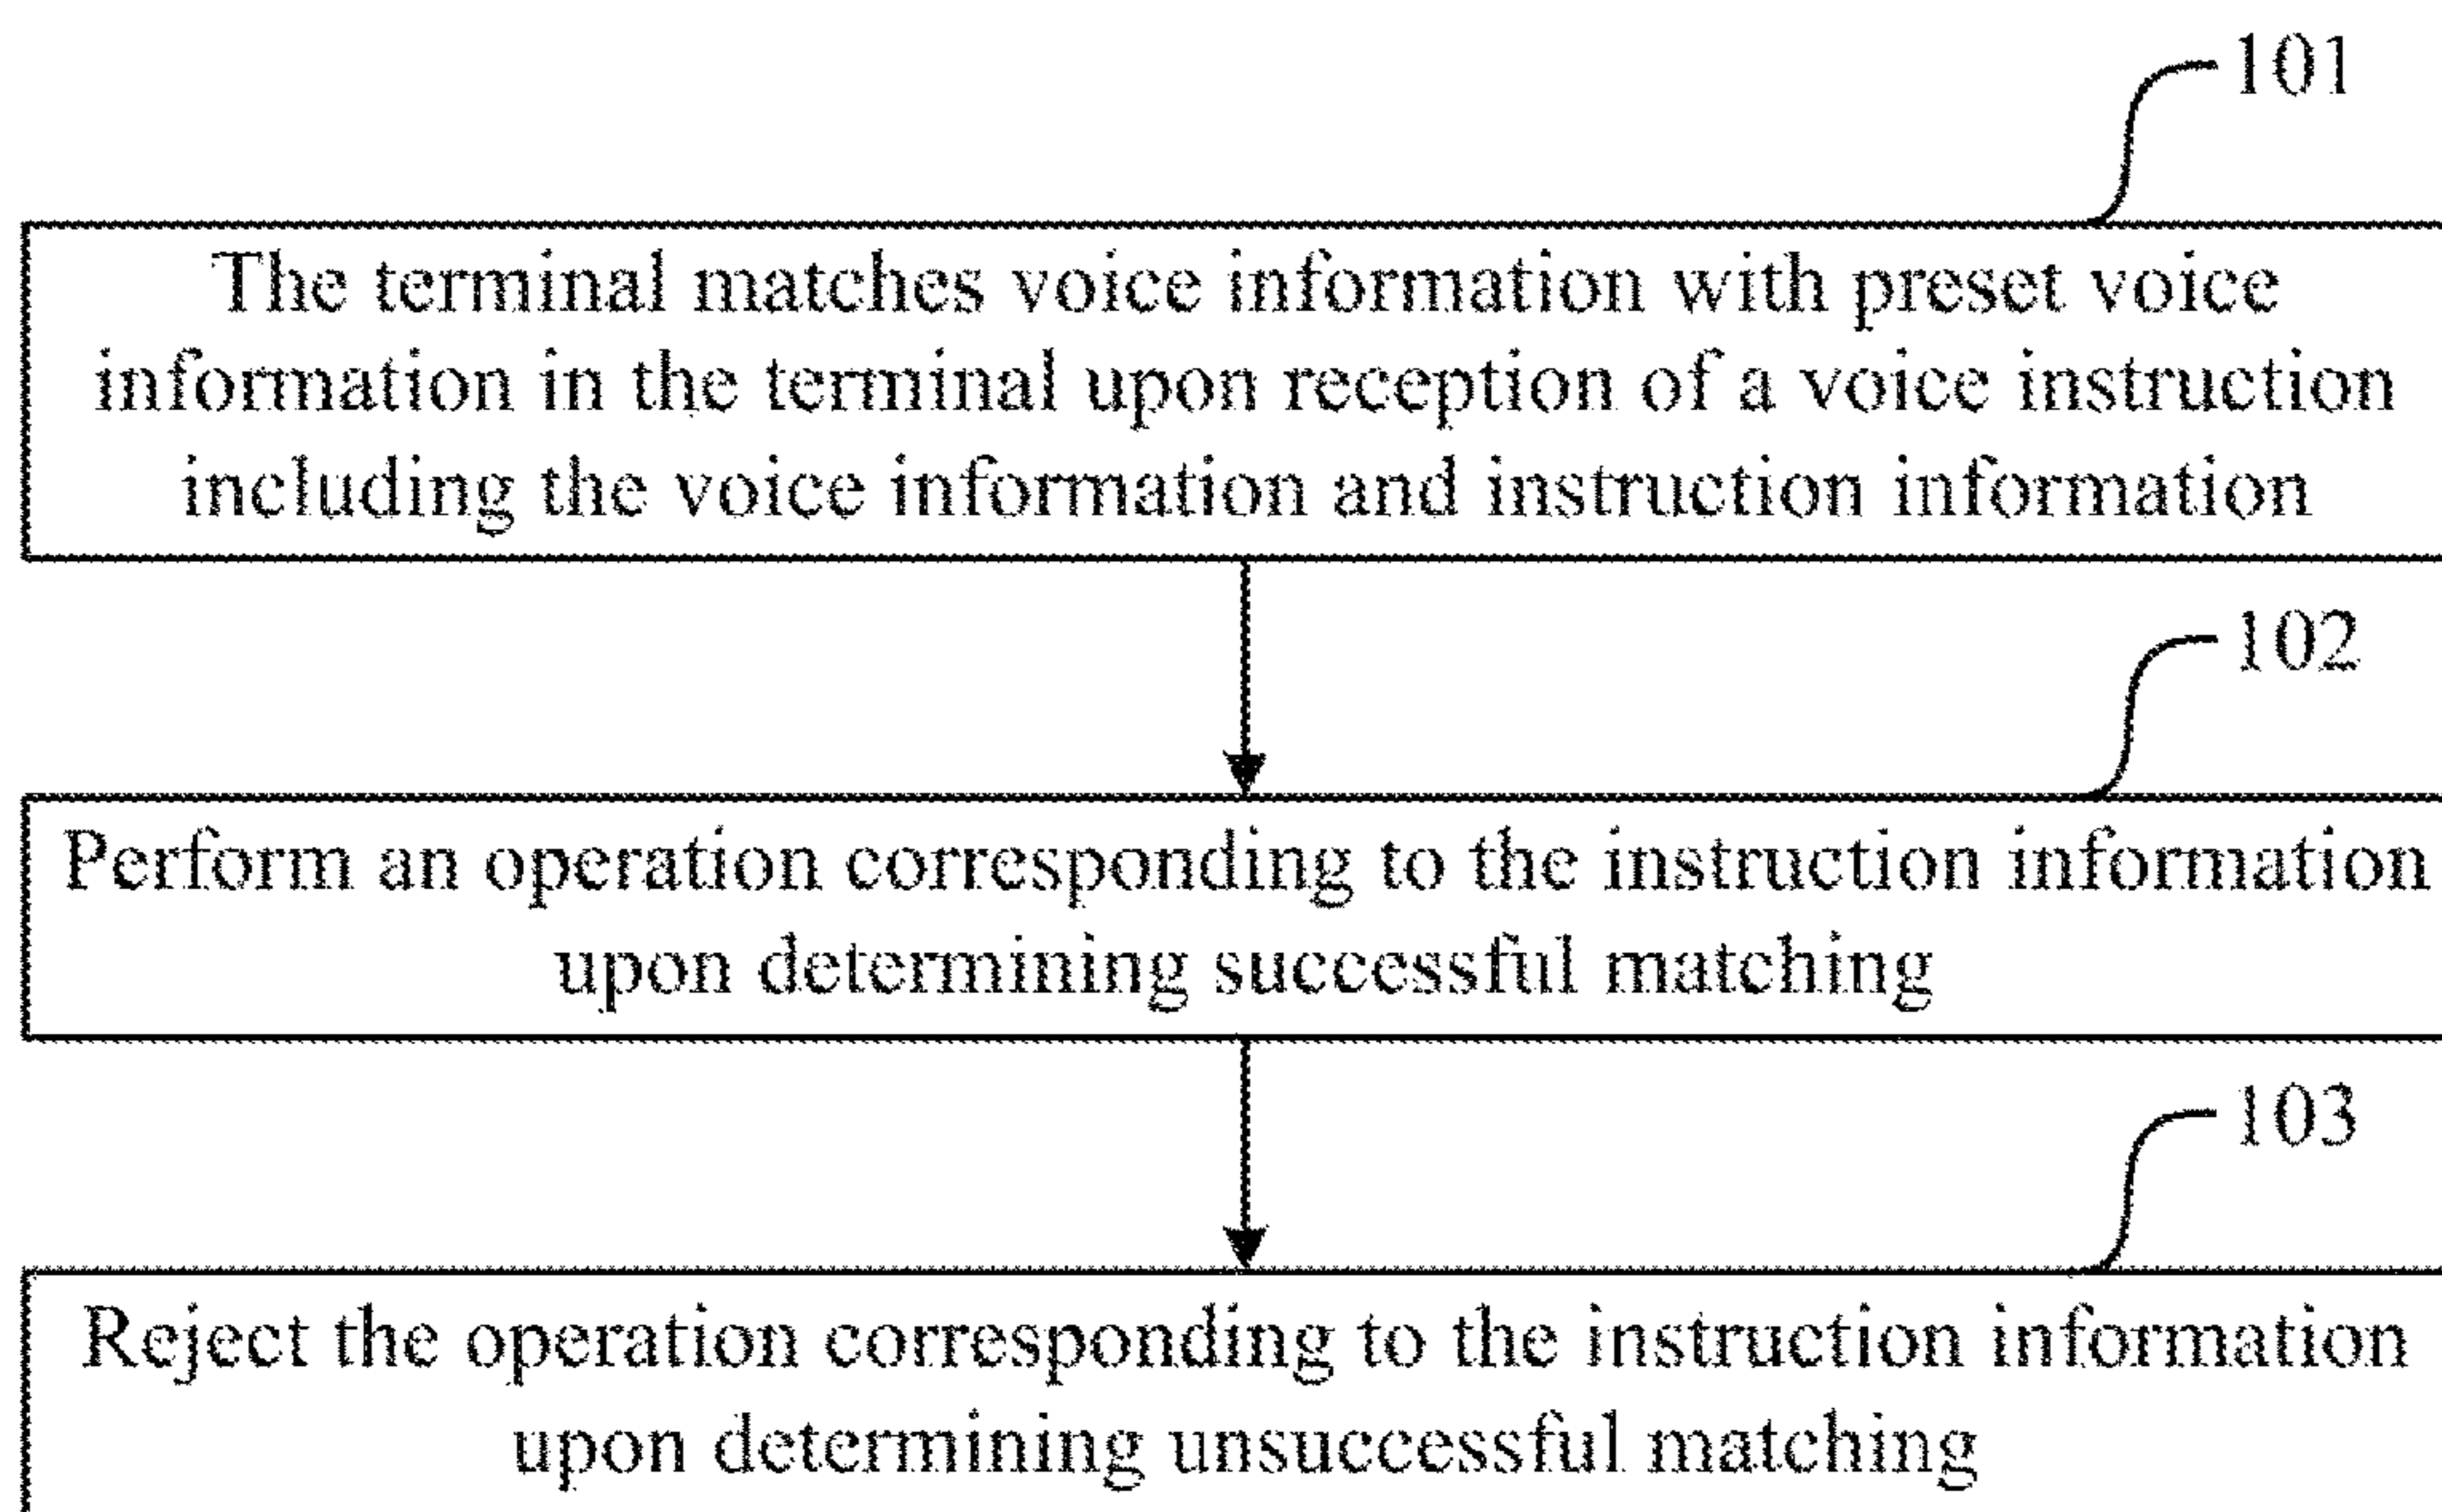 101
The terminal matches voice information with preset voice
information in the terminal upon reception of a voice instruction
including the voice information and instruction information
102
Perform an operation corresponding to the instruction information
upon determining successful matching
103
Reject the operation corresponding to the instruction information
upon determining unsuccessful matching